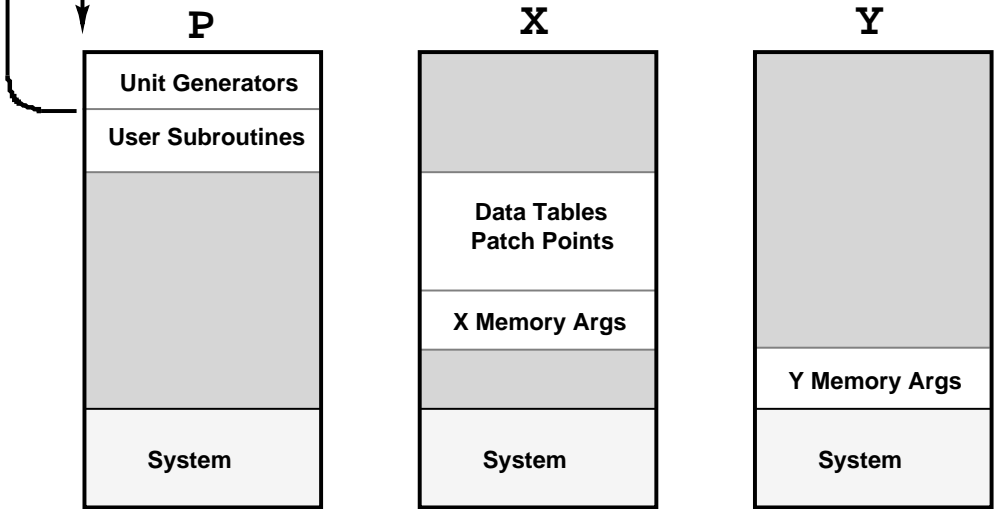 P
Unit Generators
User Subroutines
System
X
Data Tables
Patch Points
X Memory Args
System
Y
Y Memory Args
System